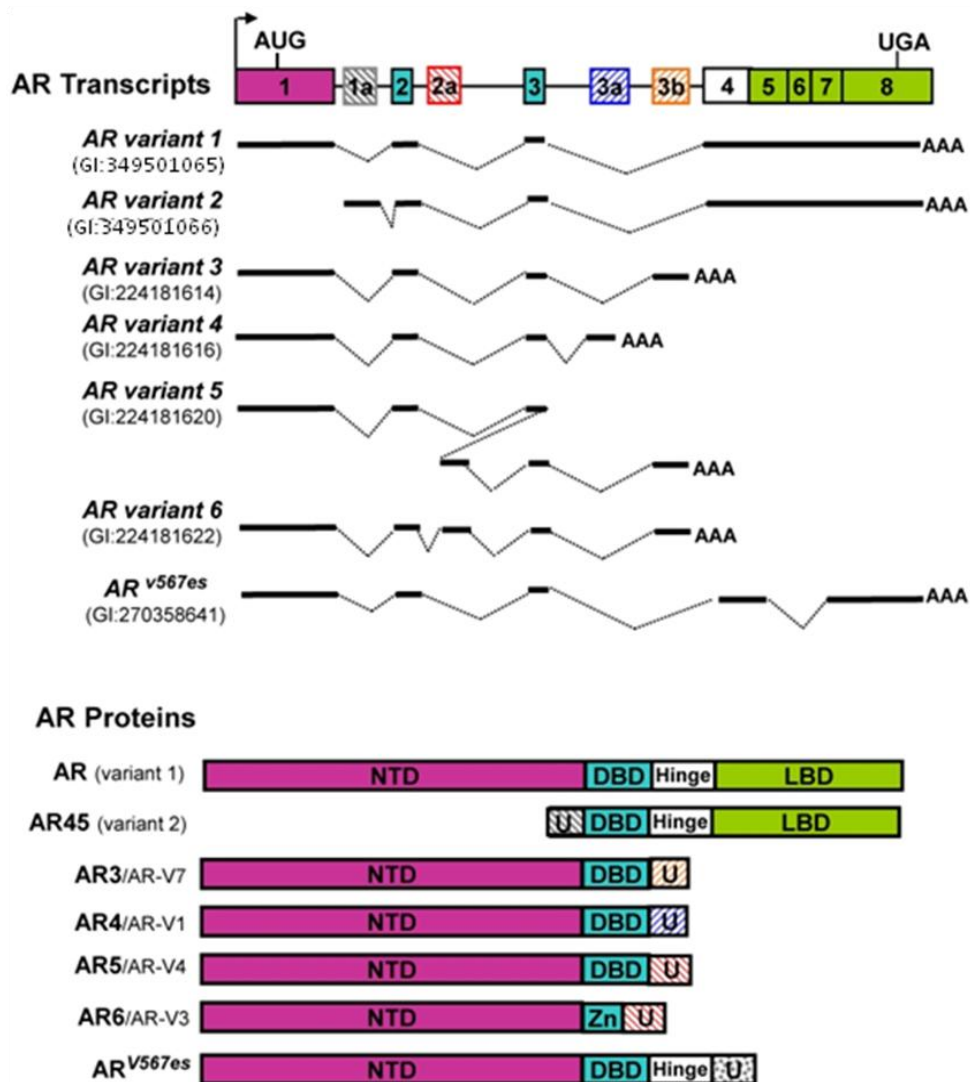 AUG UGA
AR Transcripts 1 1a 2 2a 3 3a 3b 4 5 6 7 8
AR variant 1 AAA
(GI:349501065)
AR variant 2 AAA
(GI:349501066)
AR variant 3 AAA
(GI:224181614)
AR variant 4 AAA
(GI:224181616)
AR variant 5
(GI:224181620)
AAA
AR variant 6 AAA
(GI:224181622)
AR v567es AAA
(GI:270358641)
AR Proteins
AR (variant 1) NTD DBD Hinge LBD
AR45 (variant 2) U DBD Hinge LBD
AR3/AR-V7 NTD DBD U
AR4/AR-V1 NTD DBD U
AR5/AR-V4 NTD DBD U
AR6/AR-V3 NTD Zn U
ARV567es NTD DBD Hinge U